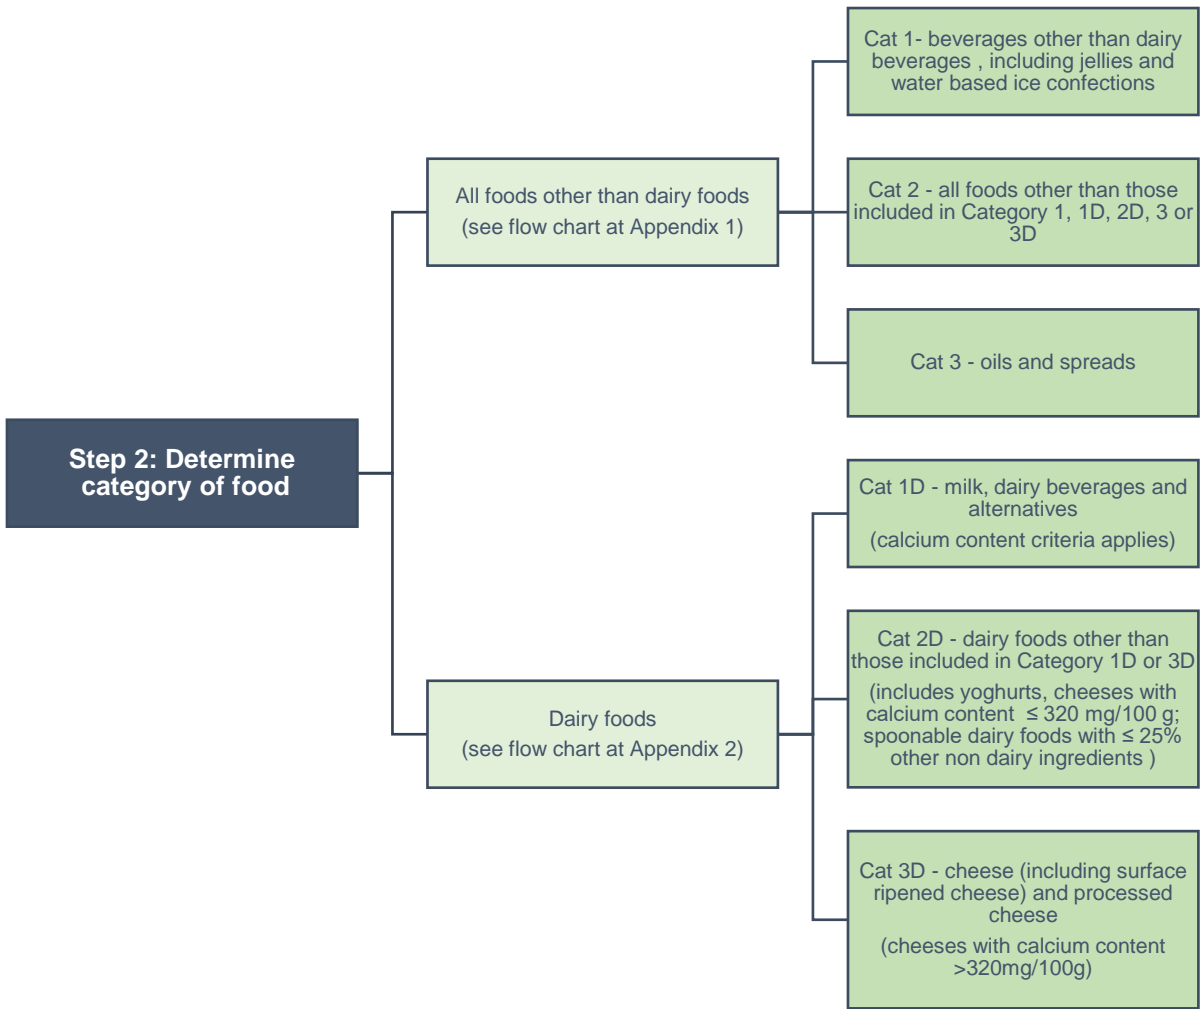 Step 2: Determine
category of food
All foods other than dairy foods
(see flow chart at Appendix 1)
Cat 1- beverages other than dairy
beverages , including jellies and
water based ice confections
Cat 2 - all foods other than those
included in Category 1, 1D, 2D, 3 or
3D
Cat 3 - oils and spreads
Dairy foods
(see flow chart at Appendix 2)
Cat 1D - milk, dairy beverages and
alternatives
(calcium content criteria applies)
Cat 2D - dairy foods other than
those included in Category 1D or 3D
(includes yoghurts, cheeses with
calcium content ≤ 320 mg/100 g;
spoonable dairy foods with ≤ 25%
other non dairy ingredients )
Cat 3D - cheese (including surface
ripened cheese) and processed
cheese
(cheeses with calcium content
>320mg/100g)